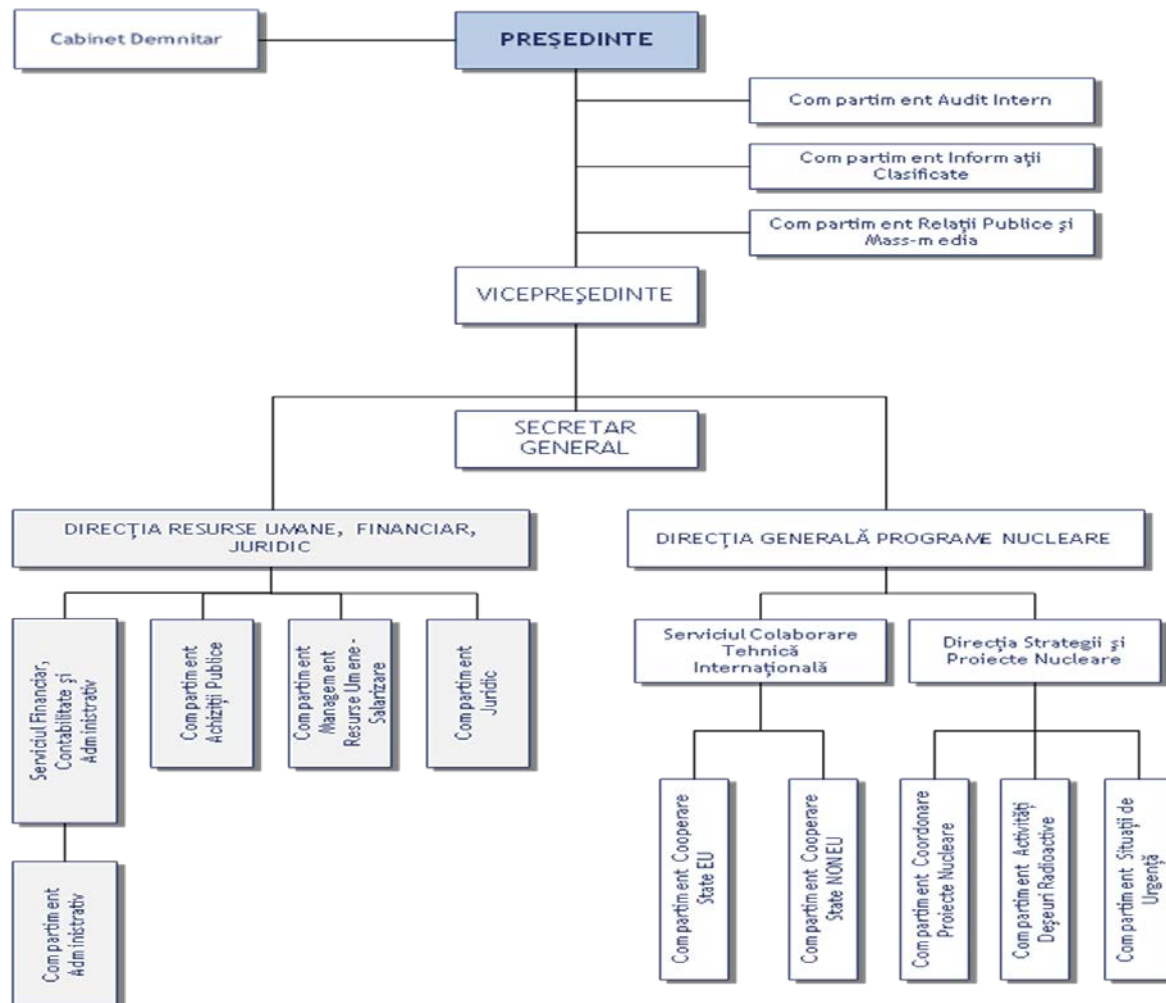 Cabinet Demnitar
PREȘEDINTE
Compartiment Audit Intern
Compartiment Informații
Clasificate
Compartiment Relații Publice și
Mass-media
VICEPREȘEDINTE
SECRETAR
GENERAL
DIRECȚIA RESURSE UMANE, FINANCIAR,
JURIDIC
DIRECȚIA GENERALĂ PROGRAME NUCLEARE
Serviciul Financiar,
Contabilitate și
Administrativ
Compartiment
Achiziții Publice
Compartiment
Management
Resurse Umene-
Salarizare
Compartiment
Juridic
Serviciul Colaborare
Tehnică
Internațională
Direcția Strategii și
Proiecte Nucleare
Compartiment
Administrativ
Compartiment Cooperare
State EU
Compartiment Cooperare
State NONEU
Compartiment Coordonare
Proiecte Nucleare
Compartiment Activități
Deșeuri Radioactive
Compartiment Situații de
Urgență